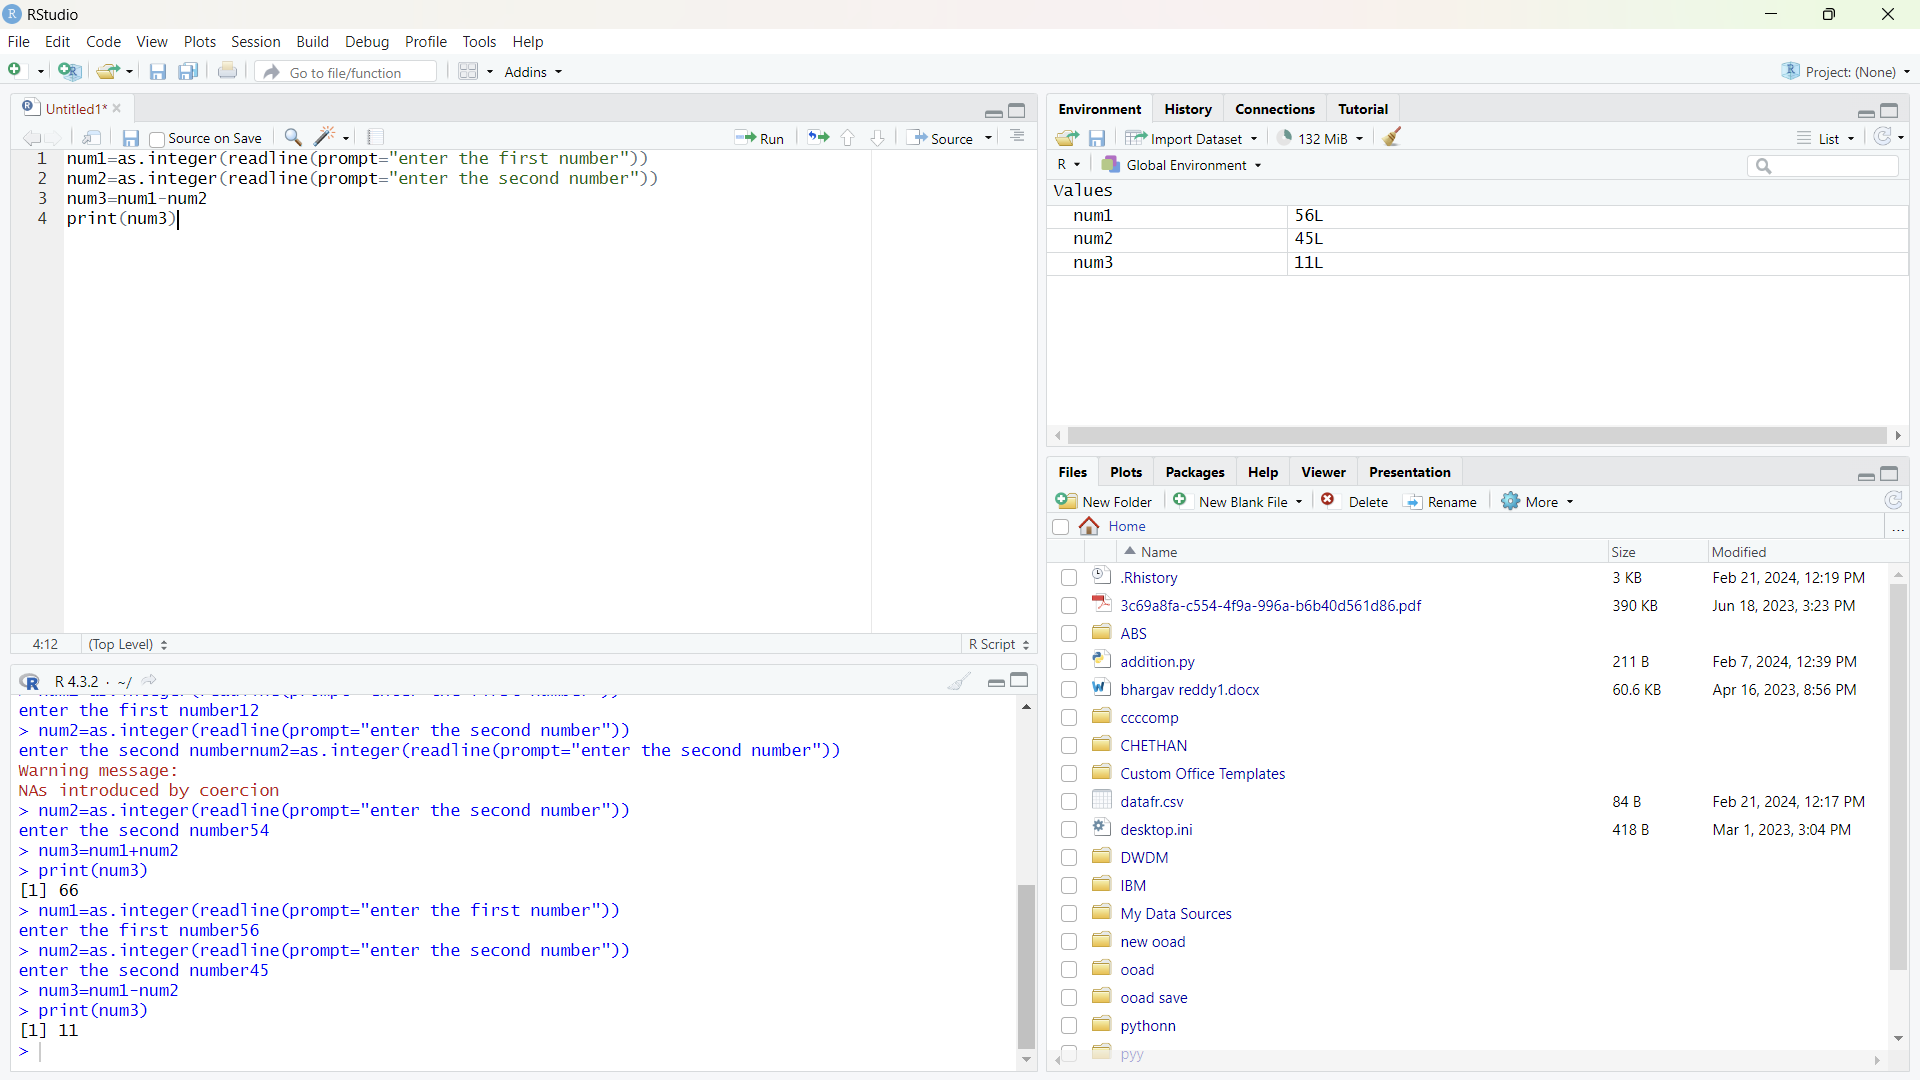 RStudio
File Edit Code View Plots Session Build Debug Profile Tools Help
Go to file/function Addins Project: (None)
Untitled1*
Source on Save Run Source
1 num1=as.integer(readline(prompt="enter the first number"))
2 num2=as.integer(readline(prompt="enter the second number"))
3 num3=num1-num2
4 print(num3)
4:12 (Top Level) R Script
R 4.3.2 · ~/
enter the first number12
> num2=as.integer(readline(prompt="enter the second number"))
enter the second numbernum2=as.integer(readline(prompt="enter the second number"))
Warning message:
NAs introduced by coercion
> num2=as.integer(readline(prompt="enter the second number"))
enter the second number54
> num3=num1+num2
> print(num3)
[1] 66
> num1=as.integer(readline(prompt="enter the first number"))
enter the first number56
> num2=as.integer(readline(prompt="enter the second number"))
enter the second number45
> num3=num1-num2
> print(num3)
[1] 11
>
Environment History Connections Tutorial
Import Dataset 132 MiB List
R Global Environment
Values
num1 56L
num2 45L
num3 11L
Files Plots Packages Help Viewer Presentation
New Folder New Blank File Delete Rename More
Home ...
Name Size Modified
.Rhistory 3 KB Feb 21, 2024, 12:19 PM
3c69a8fa-c554-4f9a-996a-b6b40d561d86.pdf 390 KB Jun 18, 2023, 3:23 PM
ABS
addition.py 211 B Feb 7, 2024, 12:39 PM
bhargav reddy1.docx 60.6 KB Apr 16, 2023, 8:56 PM
ccccomp
CHETHAN
Custom Office Templates
datafr.csv 84 B Feb 21, 2024, 12:17 PM
desktop.ini 418 B Mar 1, 2023, 3:04 PM
DWDM
IBM
My Data Sources
new ooad
ooad
ooad save
pythonn
pyy